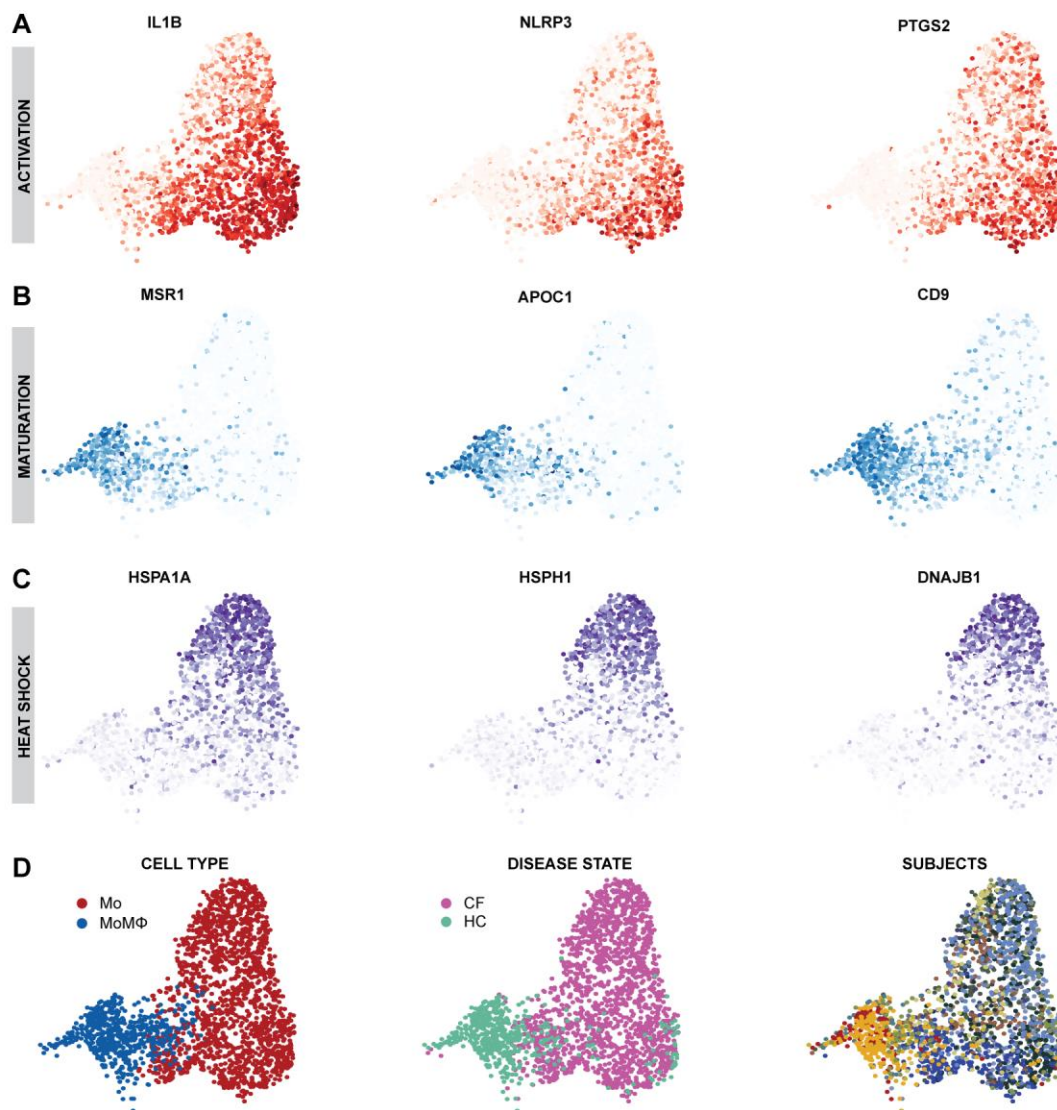 A
IL1B
NLRP3
PTGS2
ACTIVATION
B
MSR1
APOC1
CD9
MATURATION
C
HSPA1A
HSPH1
DNAJB1
HEAT SHOCK
D
CELL TYPE
DISEASE STATE
SUBJECTS
Mo
MoMΦ
CF
HC